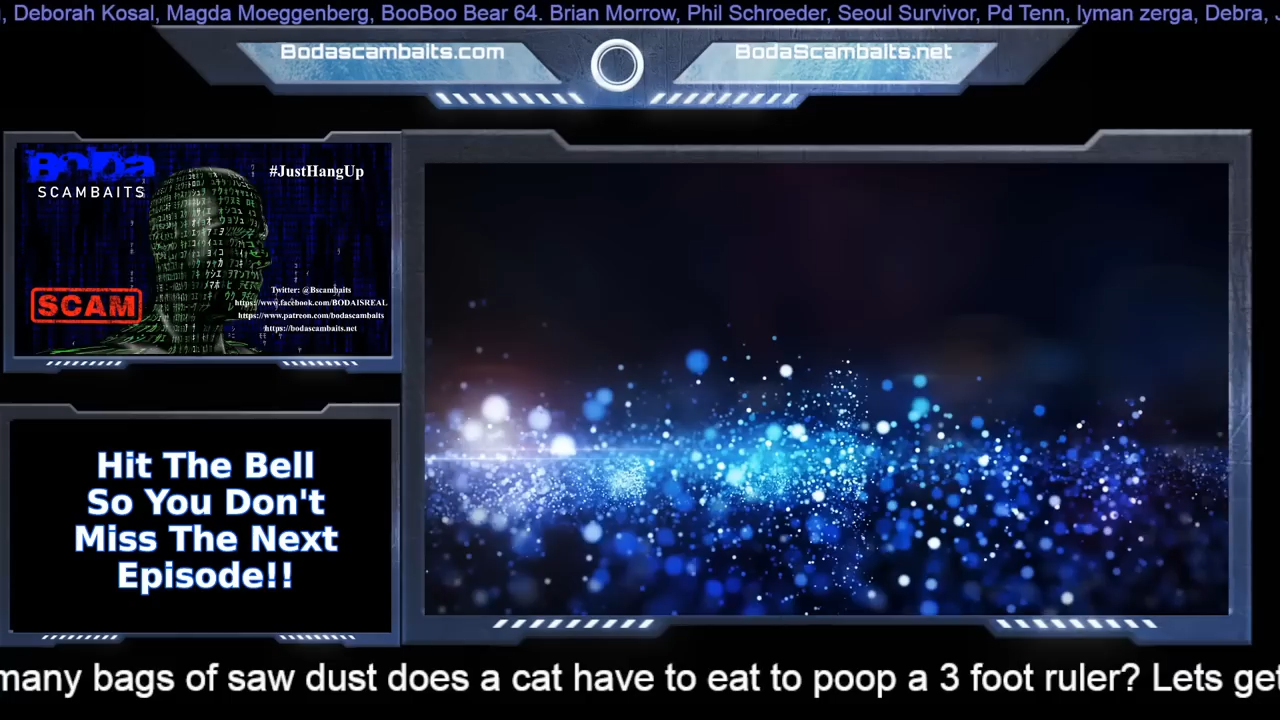 , Deborah Kosal, Magda Moeggenberg, BooBoo Bear 64. Brian Morrow, Phil Schroeder, Seoul Survivor, Pd Tenn, lyman zerga, Debra,
Bodascambaits.com
BodaScambaits.net
BoDa
SCAMBAITS
#JustHangUp
SCAM
Twitter: @Bscambaits
https://www.facebook.com/BODAISREAL
https://www.patreon.com/bodascambaits
https://bodascambaits.net
Hit The Bell
So You Don't
Miss The Next
Episode!!
many bags of saw dust does a cat have to eat to poop a 3 foot ruler? Lets get